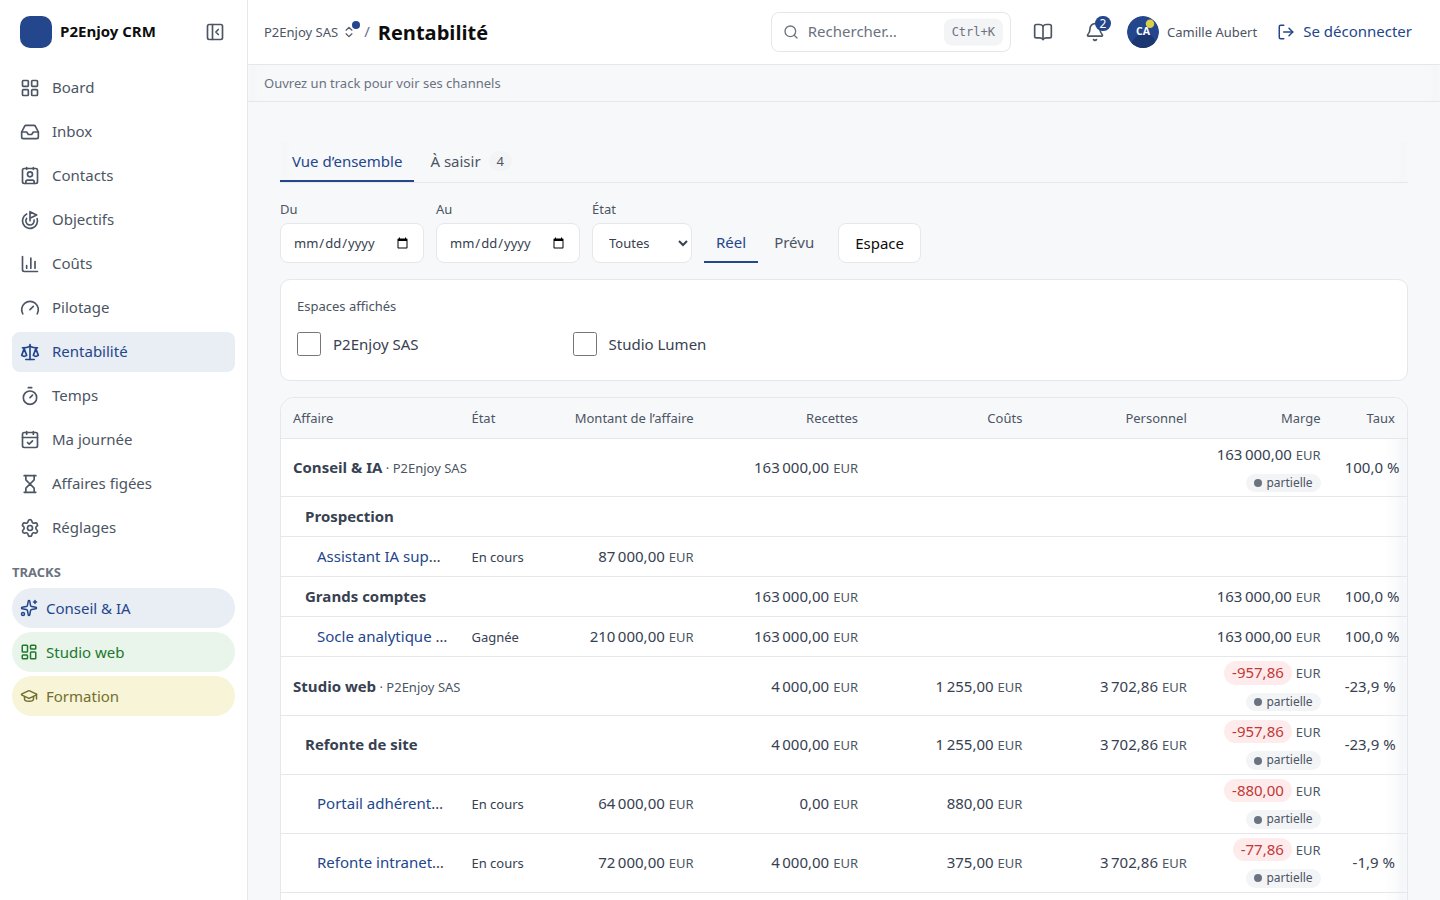 P2Enjoy CRM
P2Enjoy SAS / Rentabilité
Rechercher... Ctrl+K
2
CA
Camille Aubert
Se déconnecter
Ouvrez un track pour voir ses channels
Board
Inbox
Contacts
Objectifs
Coûts
Pilotage
Rentabilité
Temps
Ma journée
Affaires figées
Réglages
TRACKS
Conseil & IA
Studio web
Formation
Vue d’ensemble À saisir 4
Du Au État
mm/dd/yyyy mm/dd/yyyy Toutes Réel Prévu Espace
Espaces affichés
P2Enjoy SAS Studio Lumen
Affaire État Montant de l’affaire Recettes Coûts Personnel Marge Taux
Conseil & IA · P2Enjoy SAS 163 000,00 EUR 163 000,00 EUR 100,0 %
partielle
Prospection
Assistant IA sup... En cours 87 000,00 EUR
Grands comptes 163 000,00 EUR 163 000,00 EUR 100,0 %
Socle analytique ... Gagnée 210 000,00 EUR 163 000,00 EUR 163 000,00 EUR 100,0 %
Studio web · P2Enjoy SAS 4 000,00 EUR 1 255,00 EUR 3 702,86 EUR -957,86 EUR -23,9 %
partielle
Refonte de site 4 000,00 EUR 1 255,00 EUR 3 702,86 EUR -957,86 EUR -23,9 %
partielle
Portail adhérent... En cours 64 000,00 EUR 0,00 EUR 880,00 EUR -880,00 EUR
partielle
Refonte intranet... En cours 72 000,00 EUR 4 000,00 EUR 375,00 EUR 3 702,86 EUR -77,86 EUR -1,9 %
partielle